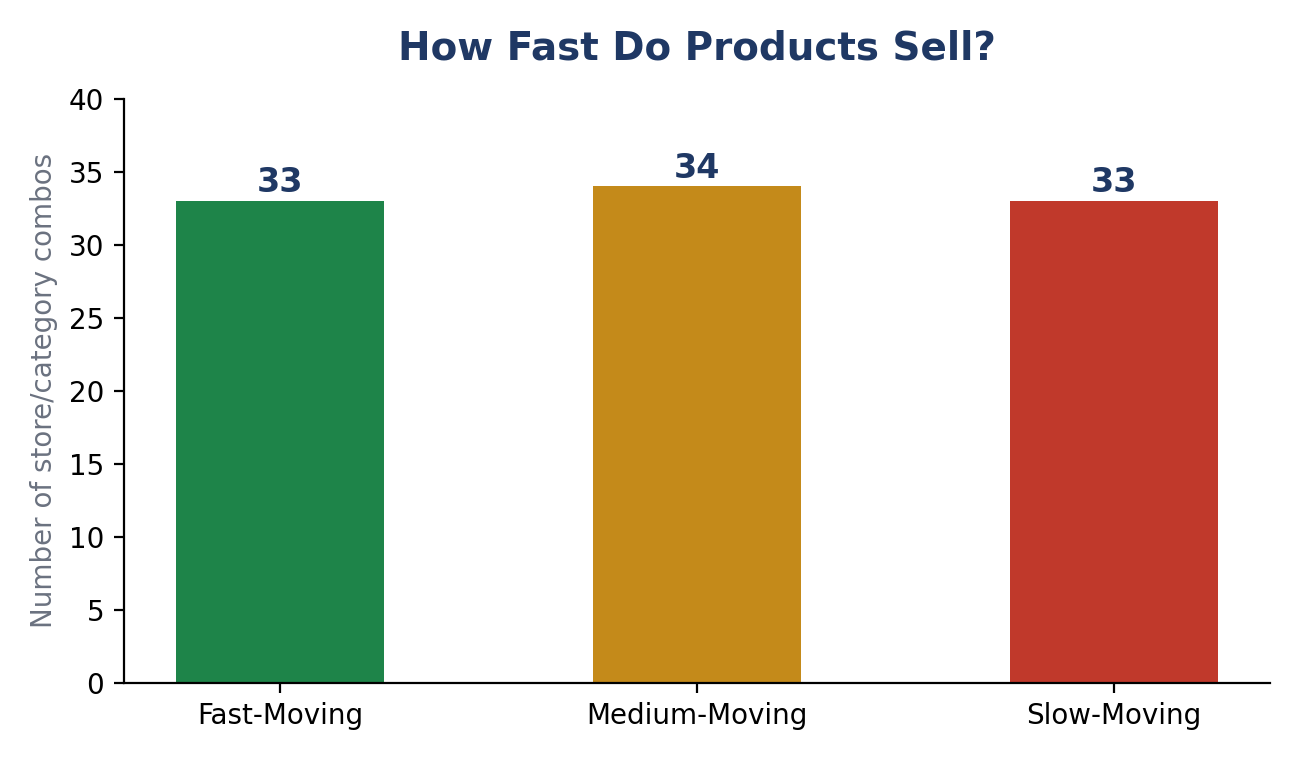 How Fast Do Products Sell?
Number of store/category combos
40
35
30
25
20
15
10
5
0
33
34
33
Fast-Moving
Medium-Moving
Slow-Moving